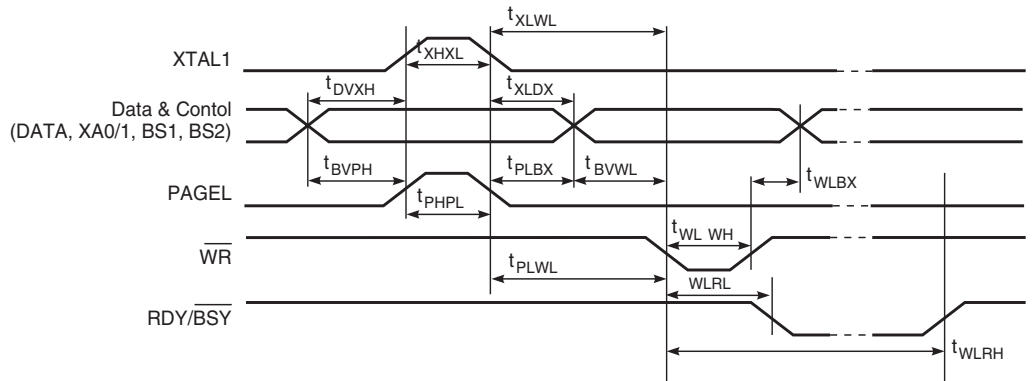 tXLWL
XTAL1
tXHXL
tDVXH
tXLDX
Data & Contol
(DATA, XA0/1, BS1, BS2)
tBVPH
tPLBX
tBVWL
tWLBX
PAGEL
tPHPL
tWL WH
WR
tPLWL
WLRL
RDY/BSY
tWLRH